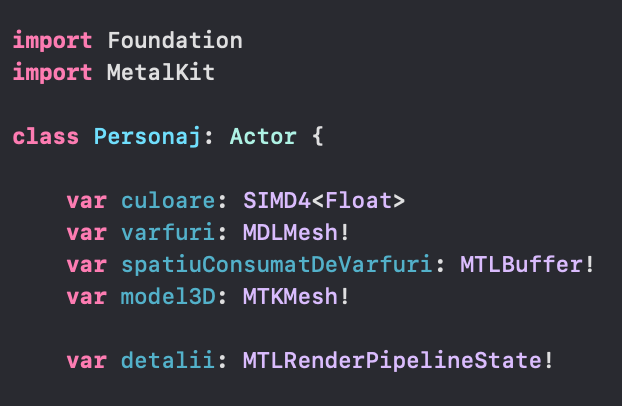 import Foundation
import MetalKit
class Personaj: Actor {
var culoare: SIMD4<Float>
var varfuri: MDLMesh!
var spatiuConsumatDeVarfuri: MTLBuffer!
var model3D: MTKMesh!
var detalii: MTLRenderPipelineState!